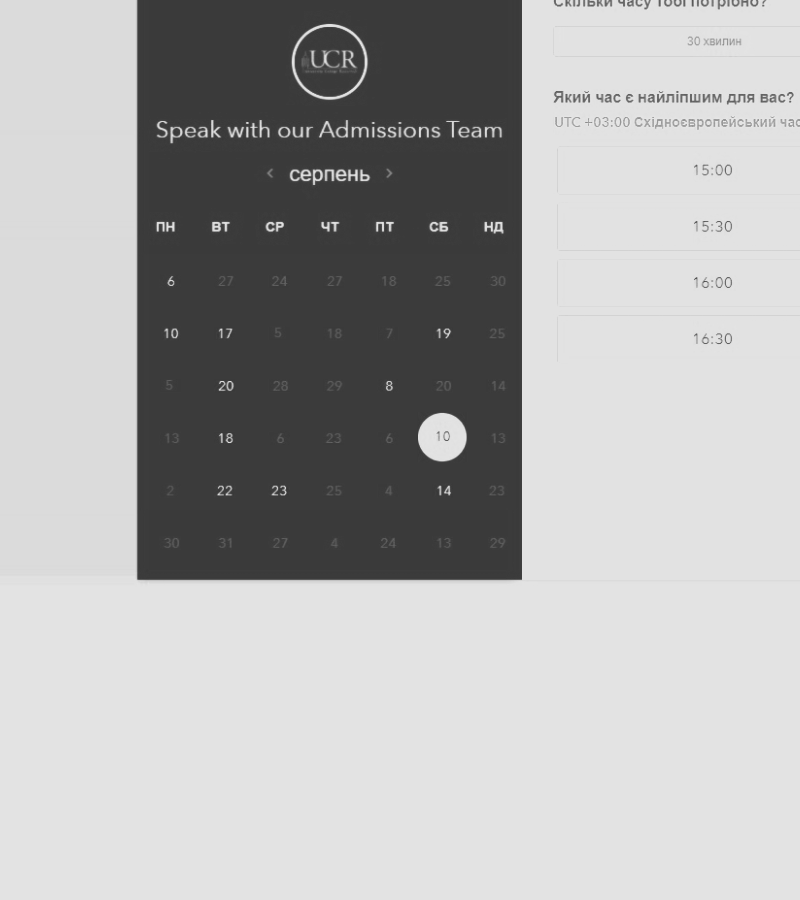 UCR
Speak with our Admissions Team
серпень
ПН ВТ СР ЧТ ПТ СБ НД
6 27 24 27 18 25 30
10 17 5 18 7 19 25
5 20 28 29 8 20 14
13 18 6 23 6 10 13
2 22 23 25 4 14 23
30 31 27 4 24 13 29
Скільки часу тобі потрібно?
30 хвилин
Який час є найліпшим для вас?
UTC +03:00 Східноєвропейський час
15:00
15:30
16:00
16:30